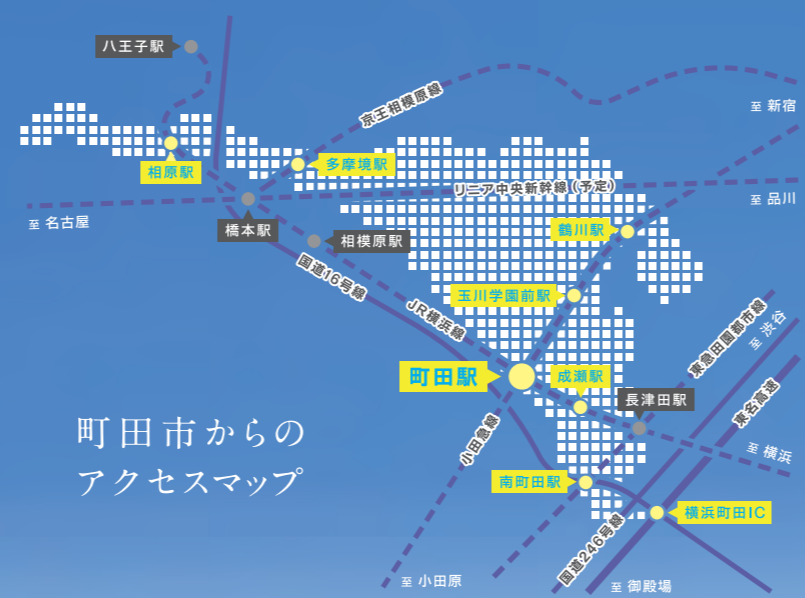 八王子駅
京王相模原線
至 新宿
相原駅
多摩境駅
リニア中央新幹線(予定)
至 品川
至 名古屋
橋本駅
相模原駅
鶴川駅
国道16号線
玉川学園前駅
JR横浜線
東急田園都市線
至 渋谷
町田駅
成瀬駅
長津田駅
東名高速
町田市からの
アクセスマップ
小田急線
至 横浜
南町田駅
横浜町田IC
国道246号線
至 小田原
至 御殿場